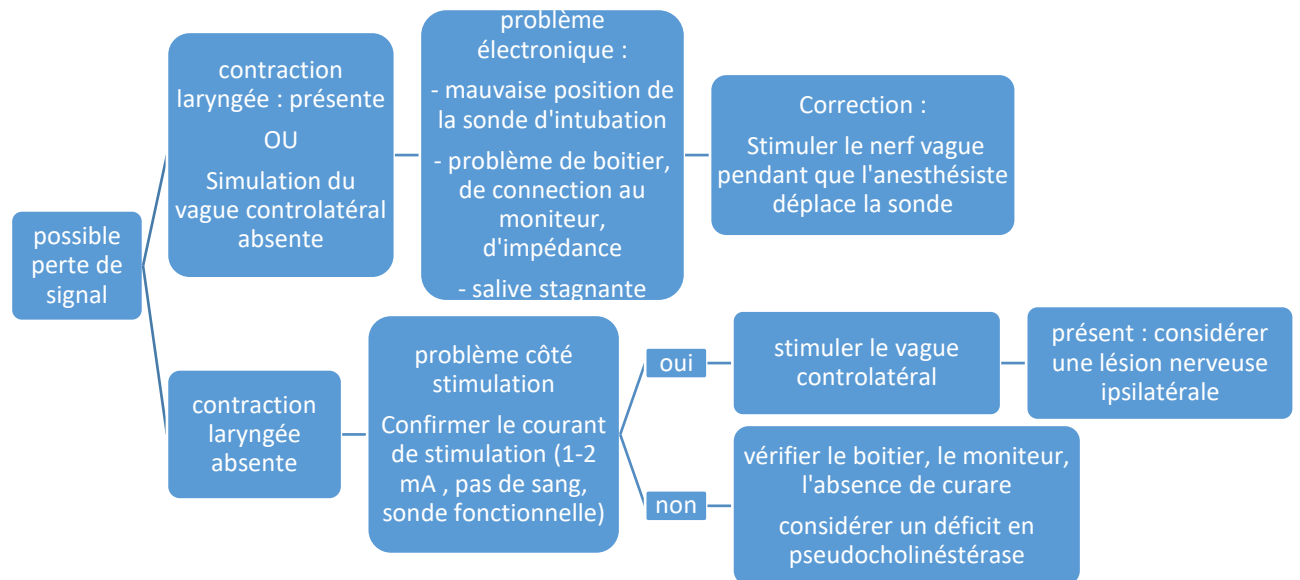 possible
perte de
signal
contraction
laryngée : présente
OU
Simulation du
vague controlatéral
absente
problème
électronique :
- mauvaise position de
la sonde d'intubation
- problème de boitier,
de connection au
moniteur,
d'impédance
- salive stagnante
Correction :
Stimuler le nerf vague
pendant que l'anesthésiste
déplace la sonde
contraction
laryngée
absente
problème côté
stimulation
Confirmer le courant
de stimulation (1-2
mA , pas de sang,
sonde fonctionnelle)
oui
stimuler le vague
controlatéral
présent : considérer
une lésion nerveuse
ipsilatérale
non
vérifier le boitier, le moniteur,
l'absence de curare
considérer un déficit en
pseudocholinéstérase